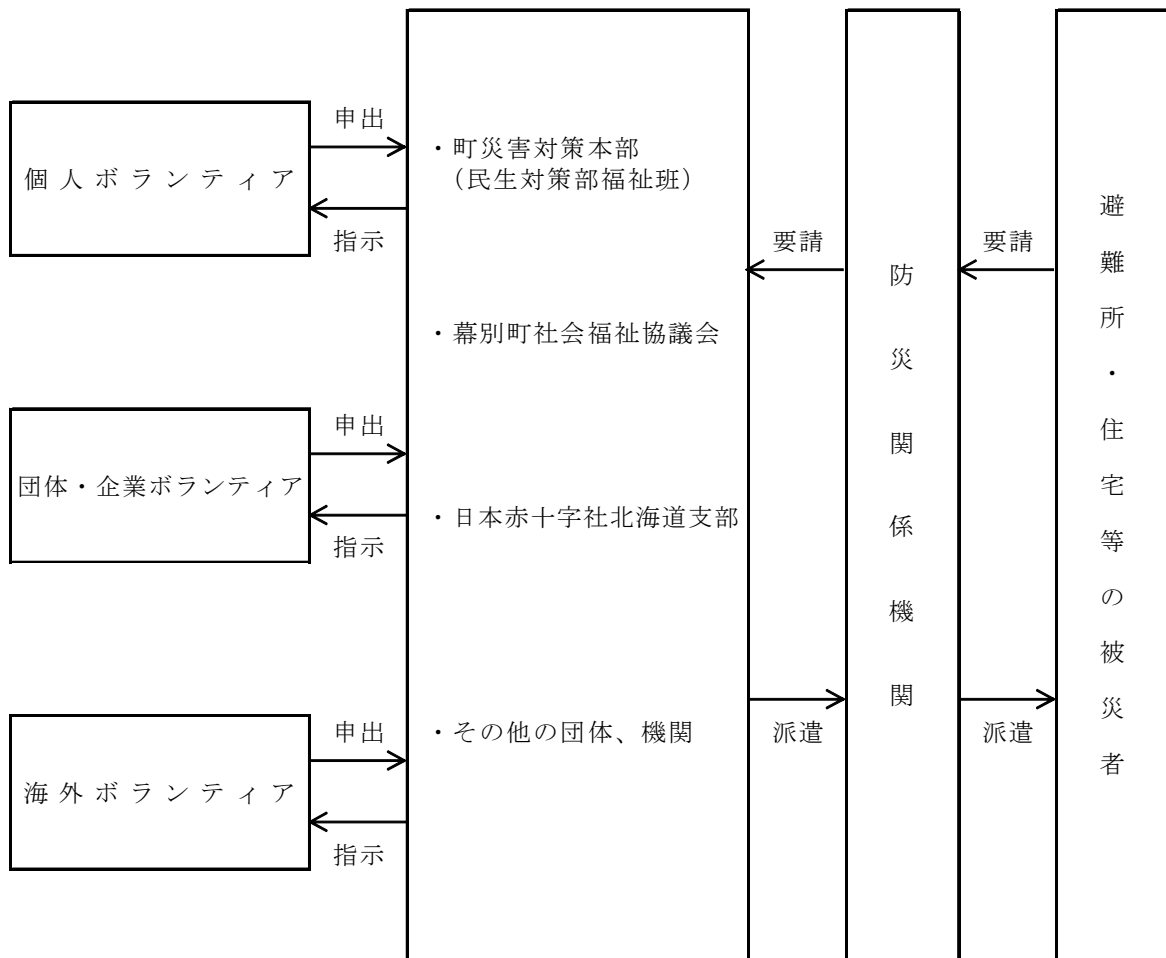 申出
個人ボランティア
指示
申出
団体・企業ボランティア
指示
申出
海外ボランティア
指示
・町災害対策本部
（民生対策部福祉班）
・幕別町社会福祉協議会
・日本赤十字社北海道支部
・その他の団体、機関
要請
派遣
防災関係機関
要請
派遣
避難所・住宅等の被災者